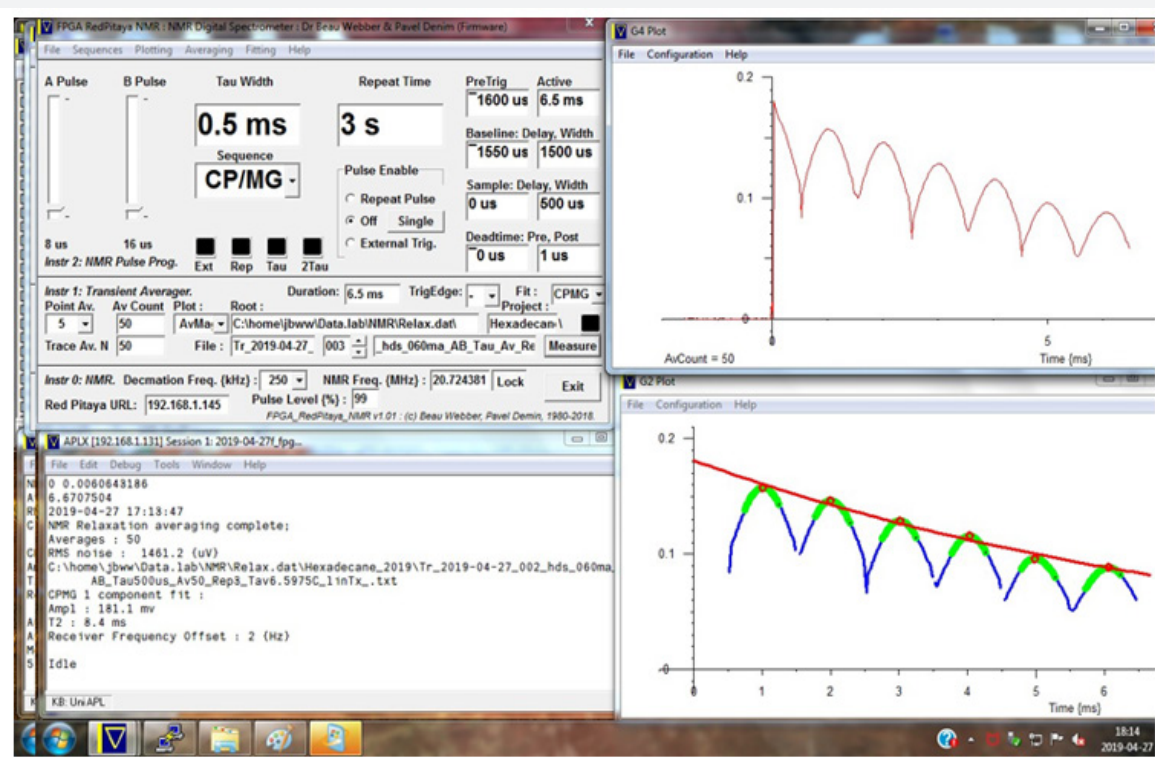 FPGA RedPitaya NMR : NMR Digital Spectrometer : Dr Beau Webber & Pavel Denim (Firmware)
File Sequences Plotting Averaging Fitting Help
A Pulse B Pulse Tau Width Repeat Time PreTrig Active
0.5 ms 3 s ¯1600 us 6.5 ms
Baseline: Delay, Width
¯1550 us 1500 us
Sequence
CP/MG
Pulse Enable
Repeat Pulse
Off Single
External Trig.
Sample: Delay, Width
0 us 500 us
Deadtime: Pre, Post
¯0 us 1 us
8 us 16 us
Instr 2: NMR Pulse Prog. Ext Rep Tau 2Tau
Instr 1: Transient Averager. Duration: 6.5 ms TrigEdge: - Fit : CPMG
Point Av. Av Count Plot : Root : Project :
5 50 AvMa C:\home\jbww\Data.lab\NMR\Relax.dat\ Hexadecan \
Trace Av. N 50 File : Tr_2019-04-27_ 003 _hds_060ma_AB_Tau_Av_Re Measure
Instr 0: NMR. Decmation Freq. (kHz) : 250 NMR Freq. (MHz) : 20.724381 Lock Exit
Red Pitaya URL: 192.168.1.145 Pulse Level (%) : 99
FPGA_RedPitaya_NMR v1.01 : (c) Beau Webber, Pavel Demin, 1980-2018.
APLX [192.168.1.131] Session 1: 2019-04-27f_fpg...
File Edit Debug Tools Window Help
0 0.0060643186
6.6707504
2019-04-27 17:13:47
NMR Relaxation averaging complete;
Averages : 50
RMS noise : 1461.2 (uV)
C:\home\jbww\Data.lab\NMR\Relax.dat\Hexadecane_2019\Tr_2019-04-27_002_hds_060ma_
AB_Tau500us_Av50_Rep3_Tav6.5975C_linTx_.txt
CPMG 1 component fit :
Ampl : 181.1 mv
T2 : 8.4 ms
Receiver Frequency Offset : 2 (Hz)
Idle
KB: UniAPL
G4 Plot
File Configuration Help
0.2
0.1
0
0 5
AvCount = 50 Time {ms}
G2 Plot
File Configuration Help
0.2
0.1
0
0 1 2 3 4 5 6
Time {ms}
18:14
2019-04-27